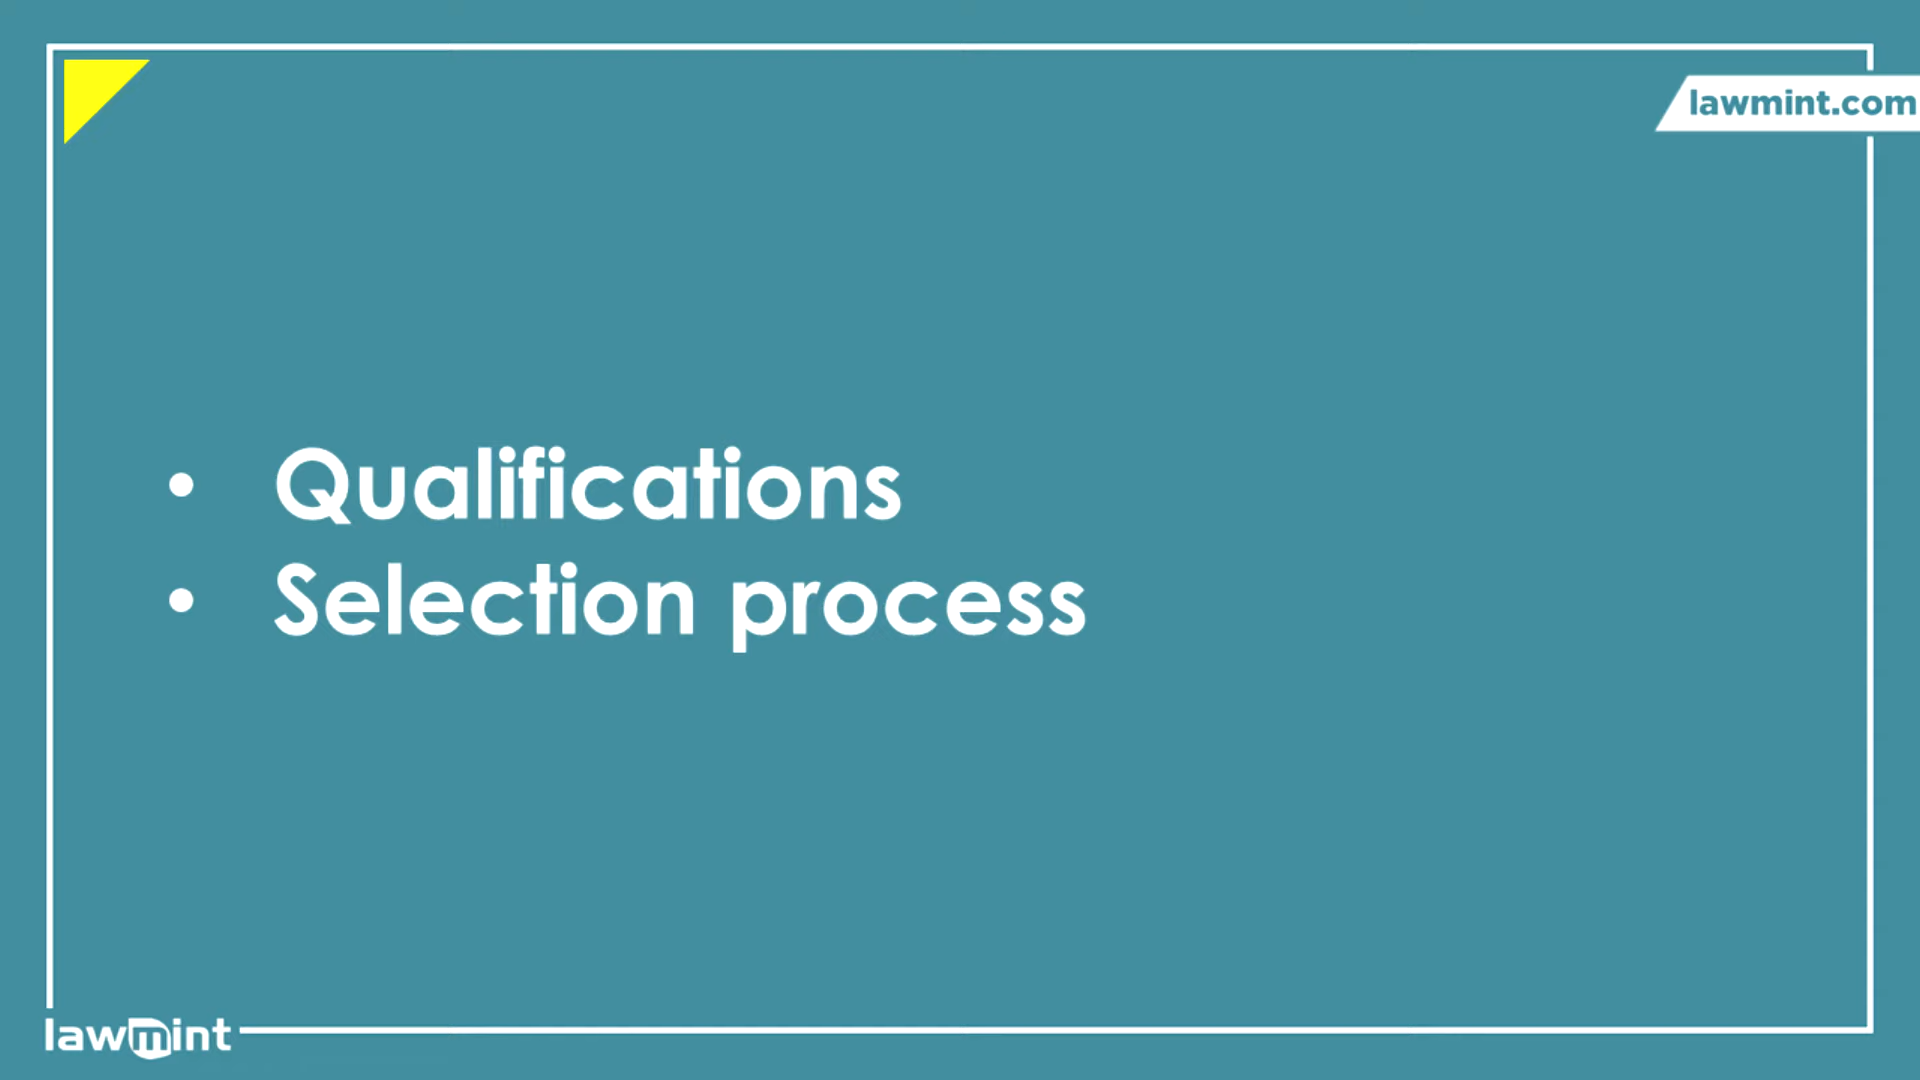 lawmint.com
• Qualifications
• Selection process
lawmint